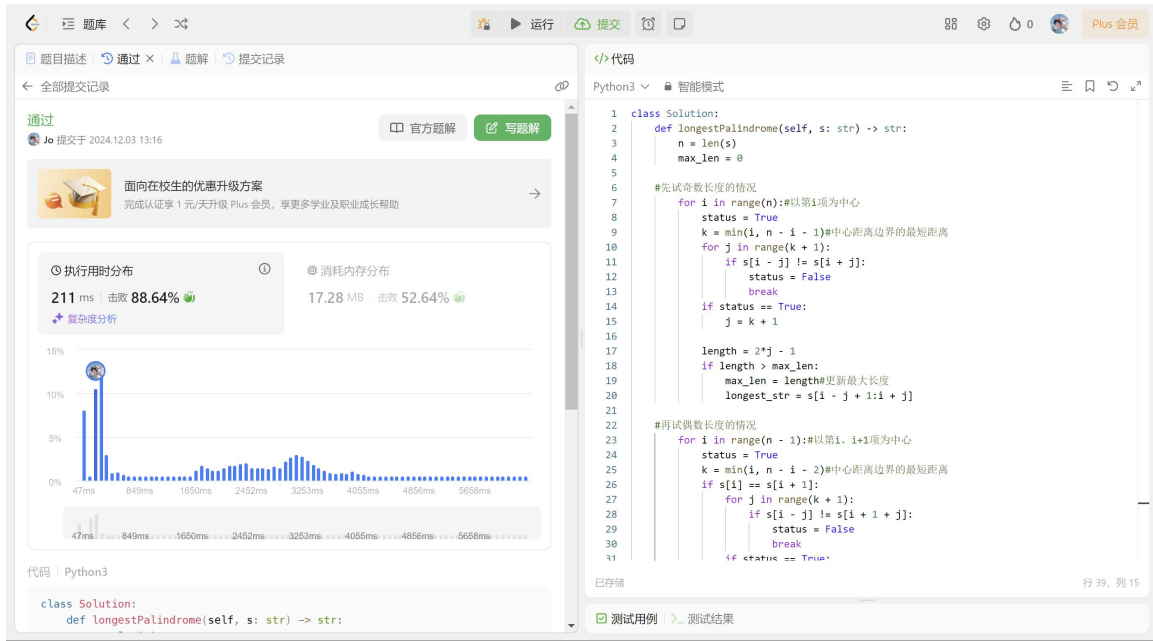 题库
运行
提交
0
Plus 会员
题目描述
通过
题解
提交记录
全部提交记录
通过
Jo 提交于 2024.12.03 13:16
官方题解
写题解
面向在校生的优惠升级方案
完成认证享 1 元/天升级 Plus 会员，享更多学业及职业成长帮助
执行用时分布
211 ms 击败 88.64%
复杂度分析
消耗内存分布
17.28 MB 击败 52.64%
15%
10%
5%
0%
47ms 849ms 1650ms 2452ms 3253ms 4055ms 4856ms 5658ms
47ms 849ms 1650ms 2452ms 3253ms 4055ms 4856ms 5658ms
代码 Python3
class Solution:
def longestPalindrome(self, s: str) -> str:
</>代码
Python3 智能模式
1 class Solution:
2 def longestPalindrome(self, s: str) -> str:
3 n = len(s)
4 max_len = 0
5
6 #先试奇数长度的情况
7 for i in range(n):#以第i项为中心
8 status = True
9 k = min(i, n - i - 1)#中心距离边界的最短距离
10 for j in range(k + 1):
11 if s[i - j] != s[i + j]:
12 status = False
13 break
14 if status == True:
15 j = k + 1
16
17 length = 2*j - 1
18 if length > max_len:
19 max_len = length#更新最大长度
20 longest_str = s[i - j + 1:i + j]
21
22 #再试偶数长度的情况
23 for i in range(n - 1):#以第i、i+1项为中心
24 status = True
25 k = min(i, n - i - 2)#中心距离边界的最短距离
26 if s[i] == s[i + 1]:
27 for j in range(k + 1):
28 if s[i - j] != s[i + 1 + j]:
29 status = False
30 break
31 if status == True:
已存储
行 39, 列 15
测试用例
测试结果